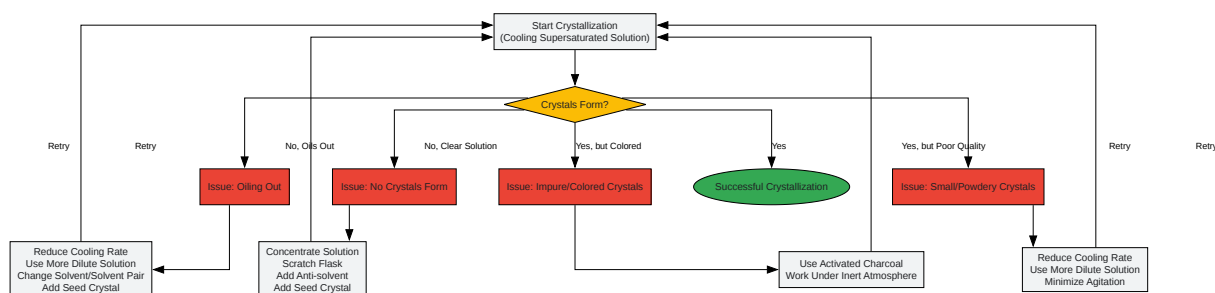 Start Crystallization
(Cooling Supersaturated Solution)
Crystals Form?
Retry
Retry
No, Oils Out
No, Clear Solution
Yes, but Colored
Yes
Yes, but Poor Quality
Retry
Retry
Issue: Oiling Out
Issue: No Crystals Form
Issue: Impure/Colored Crystals
Successful Crystallization
Issue: Small/Powdery Crystals
Reduce Cooling Rate
Use More Dilute Solution
Change Solvent/Solvent Pair
Add Seed Crystal
Concentrate Solution
Scratch Flask
Add Anti-solvent
Add Seed Crystal
Use Activated Charcoal
Work Under Inert Atmosphere
Reduce Cooling Rate
Use More Dilute Solution
Minimize Agitation